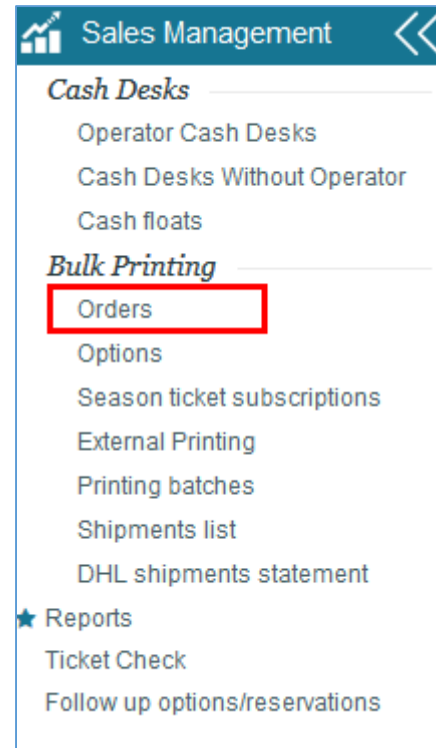 Sales Management
Cash Desks
Operator Cash Desks
Cash Desks Without Operator
Cash floats
Bulk Printing
Orders
Options
Season ticket subscriptions
External Printing
Printing batches
Shipments list
DHL shipments statement
Reports
Ticket Check
Follow up options/reservations